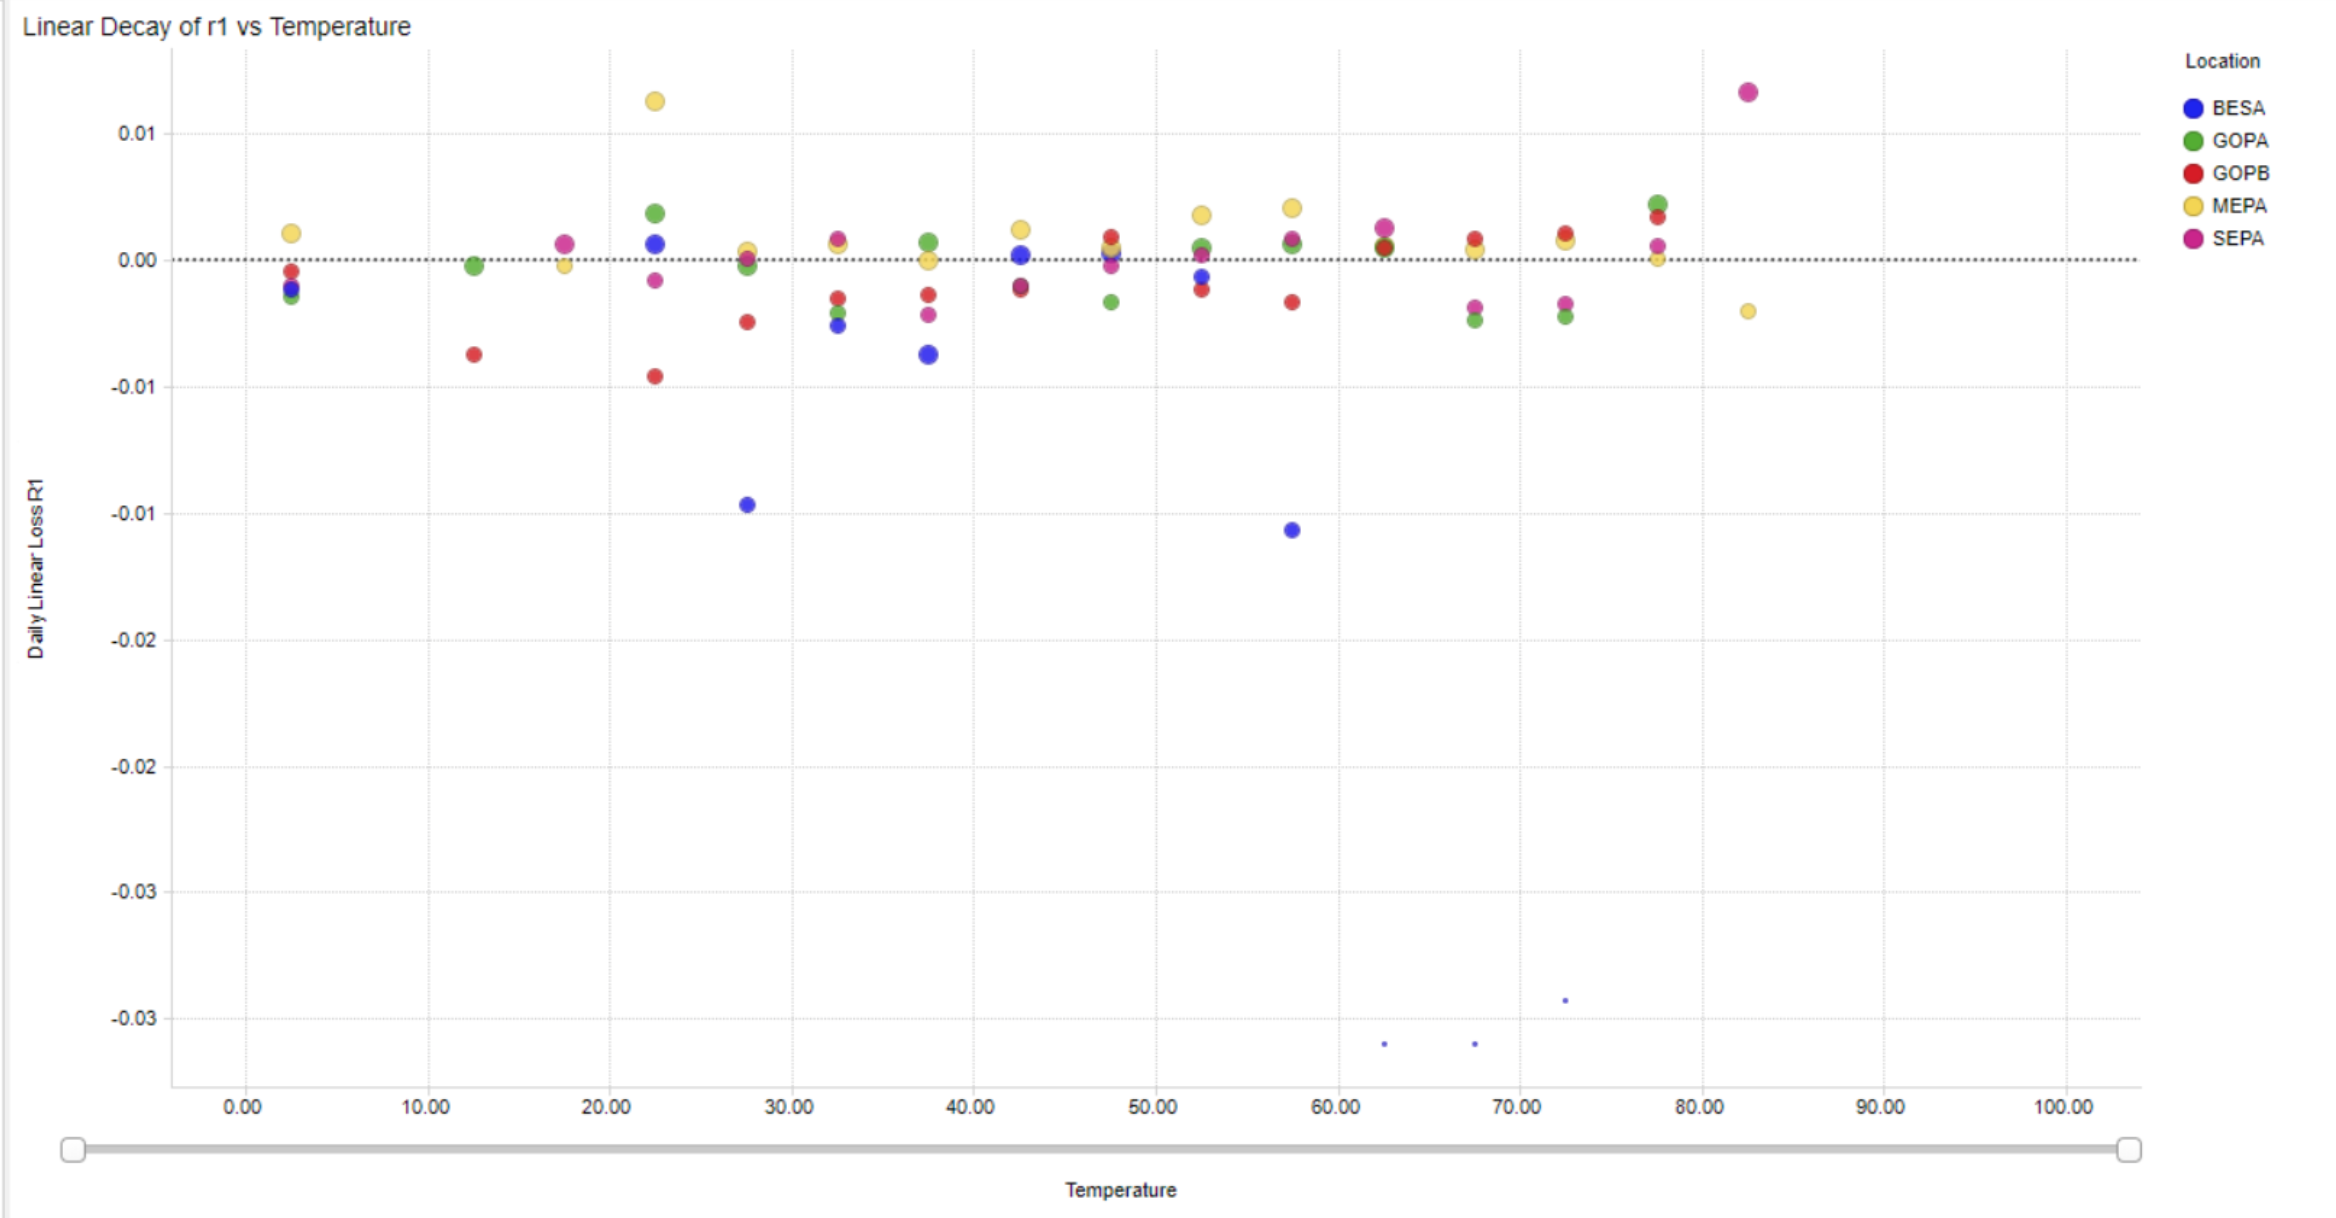 Linear Decay of r1 vs Temperature
Location
BESA
GOPA
GOPB
MEPA
SEPA
0.01
0.00
-0.01
-0.01
-0.02
-0.02
-0.03
-0.03
Daily Linear Loss R1
0.00 10.00 20.00 30.00 40.00 50.00 60.00 70.00 80.00 90.00 100.00
Temperature